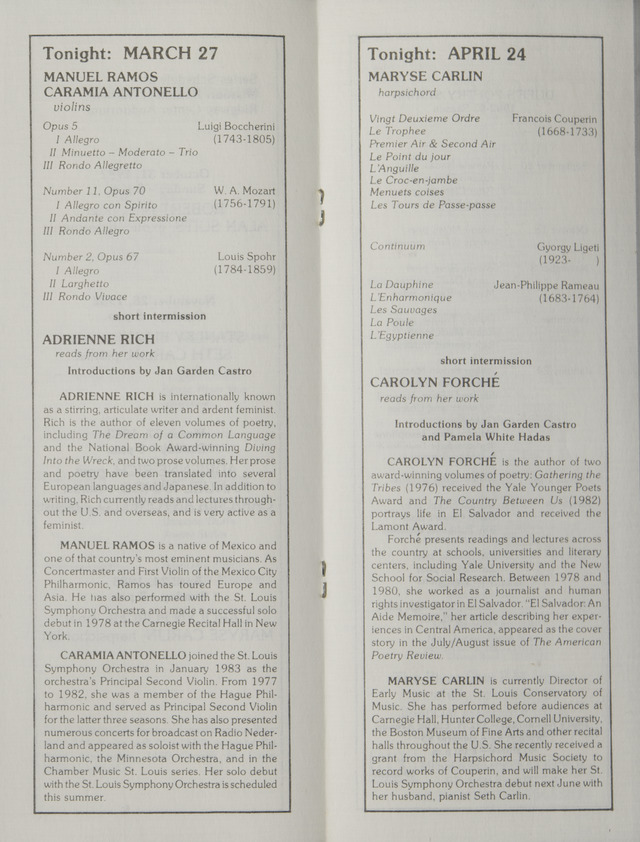 Tonight: MARCH 27
MANUEL RAMOS
CARAMIA ANTONELLO
violins
Opus 5 Luigi Boccherini
I Allegro (1743-1805)
II Minuetto – Moderato – Trio
III Rondo Allegretto
Number 11, Opus 70 W. A. Mozart
I Allegro con Spirito (1756-1791)
II Andante con Expressione
III Rondo Allegro
Number 2, Opus 67 Louis Spohr
I Allegro (1784-1859)
II Larghetto
III Rondo Vivace
short intermission
ADRIENNE RICH
reads from her work
Introductions by Jan Garden Castro
ADRIENNE RICH is internationally known
as a stirring, articulate writer and ardent feminist.
Rich is the author of eleven volumes of poetry,
including The Dream of a Common Language
and the National Book Award-winning Diving
Into the Wreck, and two prose volumes. Her prose
and poetry have been translated into several
European languages and Japanese. In addition to
writing, Rich currently reads and lectures through-
out the U.S. and overseas, and is very active as a
feminist.
MANUEL RAMOS is a native of Mexico and
one of that country's most eminent musicians. As
Concertmaster and First Violin of the Mexico City
Philharmonic, Ramos has toured Europe and
Asia. He has also performed with the St. Louis
Symphony Orchestra and made a successful solo
debut in 1978 at the Carnegie Recital Hall in New
York.
CARAMIA ANTONELLO joined the St. Louis
Symphony Orchestra in January 1983 as the
orchestra's Principal Second Violin. From 1977
to 1982, she was a member of the Hague Phil-
harmonic and served as Principal Second Violin
for the latter three seasons. She has also presented
numerous concerts for broadcast on Radio Neder-
land and appeared as soloist with the Hague Phil-
harmonic, the Minnesota Orchestra, and in the
Chamber Music St. Louis series. Her solo debut
with the St. Louis Symphony Orchestra is scheduled
this summer.
Tonight: APRIL 24
MARYSE CARLIN
harpsichord
Vingt Deuxieme Ordre Francois Couperin
Le Trophee (1668-1733)
Premier Air & Second Air
Le Point du jour
L'Anguille
Le Croc-en-jambe
Menuets coises
Les Tours de Passe-passe
Continuum Gyorgy Ligeti
(1923- )
La Dauphine Jean-Philippe Rameau
L'Enharmonique (1683-1764)
Les Sauvages
La Poule
L'Egyptienne
short intermission
CAROLYN FORCHÉ
reads from her work
Introductions by Jan Garden Castro
and Pamela White Hadas
CAROLYN FORCHÉ is the author of two
award-winning volumes of poetry: Gathering the
Tribes (1976) received the Yale Younger Poets
Award and The Country Between Us (1982)
portrays life in El Salvador and received the
Lamont Award.
Forché presents readings and lectures across
the country at schools, universities and literary
centers, including Yale University and the New
School for Social Research. Between 1978 and
1980, she worked as a journalist and human
rights investigator in El Salvador. "El Salvador: An
Aide Memoire," her article describing her exper-
iences in Central America, appeared as the cover
story in the July/August issue of The American
Poetry Review.
MARYSE CARLIN is currently Director of
Early Music at the St. Louis Conservatory of
Music. She has performed before audiences at
Carnegie Hall, Hunter College, Cornell University,
the Boston Museum of Fine Arts and other recital
halls throughout the U.S. She recently received a
grant from the Harpsichord Music Society to
record works of Couperin, and will make her St.
Louis Symphony Orchestra debut next June with
her husband, pianist Seth Carlin.